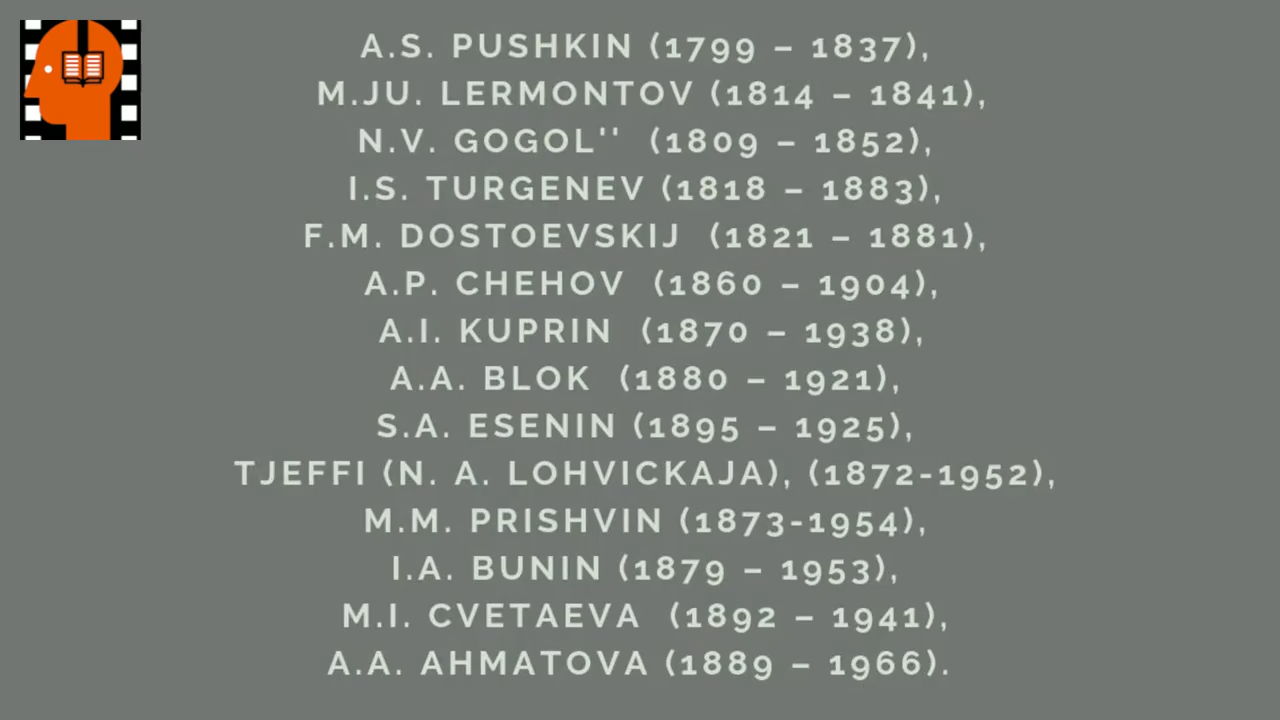 A.S. PUSHKIN (1799 – 1837),
M.JU. LERMONTOV (1814 – 1841),
N.V. GOGOL'' (1809 – 1852),
I.S. TURGENEV (1818 – 1883),
F.M. DOSTOEVSKIJ (1821 – 1881),
A.P. CHEHOV (1860 – 1904),
A.I. KUPRIN (1870 – 1938),
A.A. BLOK (1880 – 1921),
S.A. ESENIN (1895 – 1925),
TJEFFI (N. A. LOHVICKAJA), (1872-1952),
M.M. PRISHVIN (1873-1954),
I.A. BUNIN (1879 – 1953),
M.I. CVETAEVA (1892 – 1941),
A.A. AHMATOVA (1889 – 1966).